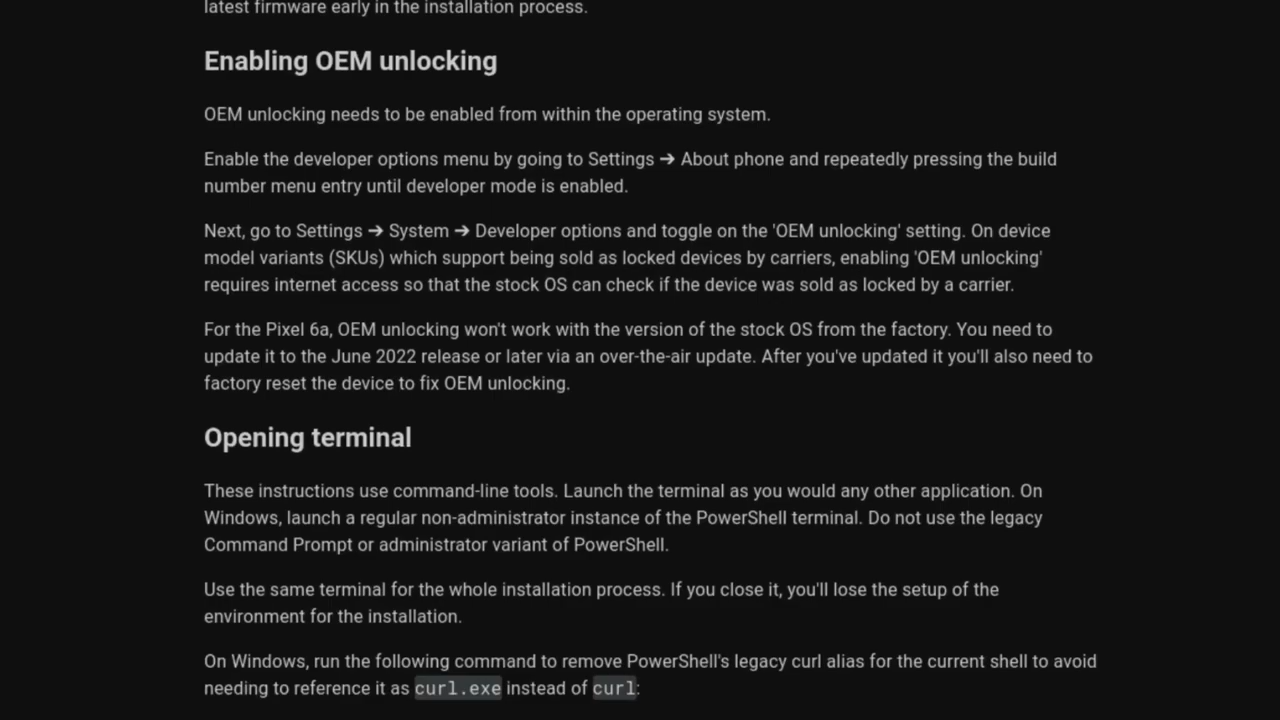 latest firmware early in the installation process.
Enabling OEM unlocking
OEM unlocking needs to be enabled from within the operating system.
Enable the developer options menu by going to Settings ➔ About phone and repeatedly pressing the build
number menu entry until developer mode is enabled.
Next, go to Settings ➔ System ➔ Developer options and toggle on the 'OEM unlocking' setting. On device
model variants (SKUs) which support being sold as locked devices by carriers, enabling 'OEM unlocking'
requires internet access so that the stock OS can check if the device was sold as locked by a carrier.
For the Pixel 6a, OEM unlocking won't work with the version of the stock OS from the factory. You need to
update it to the June 2022 release or later via an over-the-air update. After you've updated it you'll also need to
factory reset the device to fix OEM unlocking.
Opening terminal
These instructions use command-line tools. Launch the terminal as you would any other application. On
Windows, launch a regular non-administrator instance of the PowerShell terminal. Do not use the legacy
Command Prompt or administrator variant of PowerShell.
Use the same terminal for the whole installation process. If you close it, you'll lose the setup of the
environment for the installation.
On Windows, run the following command to remove PowerShell's legacy curl alias for the current shell to avoid
needing to reference it as curl.exe instead of curl: